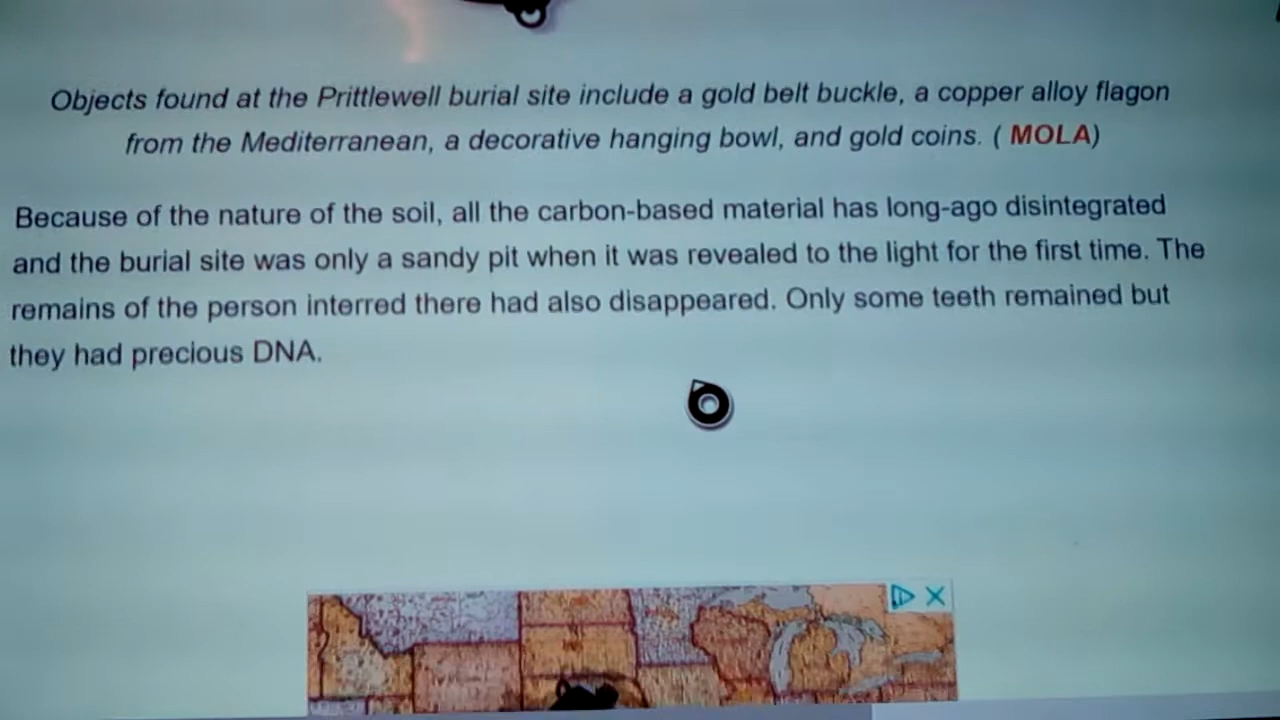 Objects found at the Prittlewell burial site include a gold belt buckle, a copper alloy flagon
from the Mediterranean, a decorative hanging bowl, and gold coins. ( MOLA)
Because of the nature of the soil, all the carbon-based material has long-ago disintegrated
and the burial site was only a sandy pit when it was revealed to the light for the first time. The
remains of the person interred there had also disappeared. Only some teeth remained but
they had precious DNA.